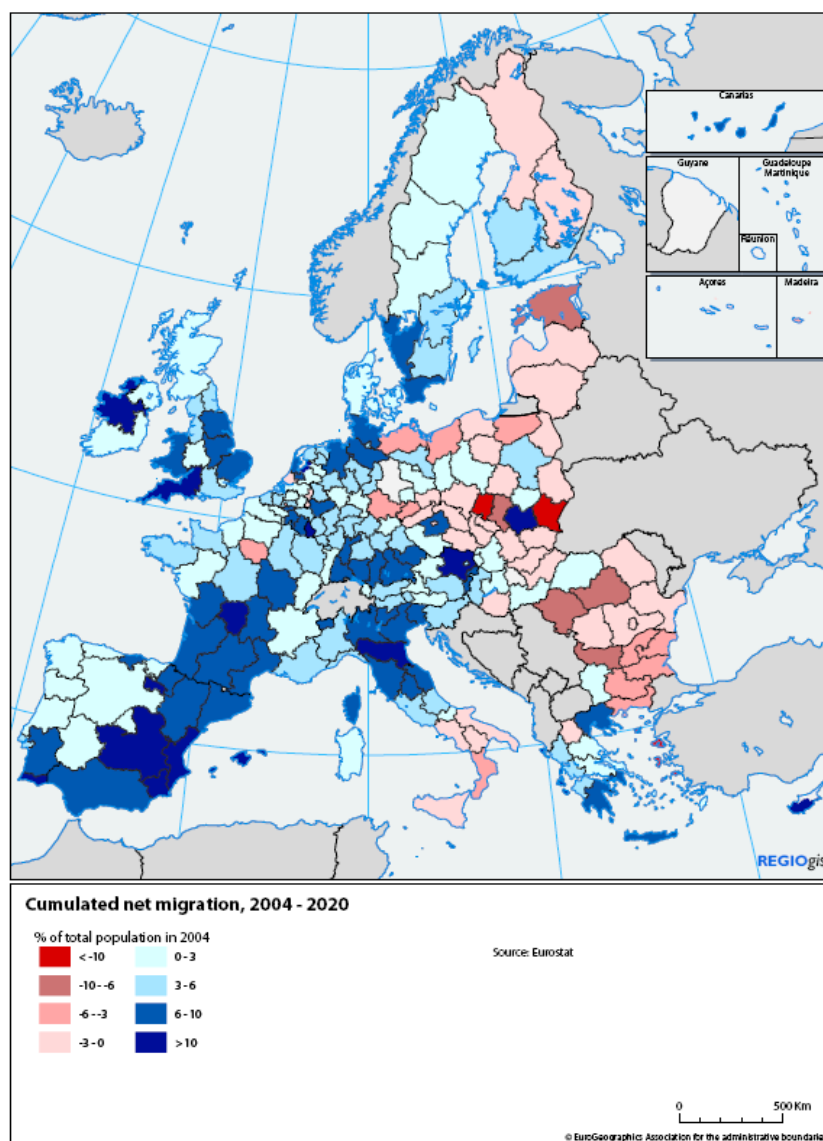 Canarias
Guyane
Guadeloupe
Martinique
Réunion
Açores
Madeira
REGIOgis
Cumulated net migration, 2004 - 2020
% of total population in 2004
< -10
-10 - -6
-6 - -3
-3 - 0
0 - 3
3 - 6
6 - 10
> 10
Source: Eurostat
0
500 Km
© EuroGeographics Association for the administrative boundarie